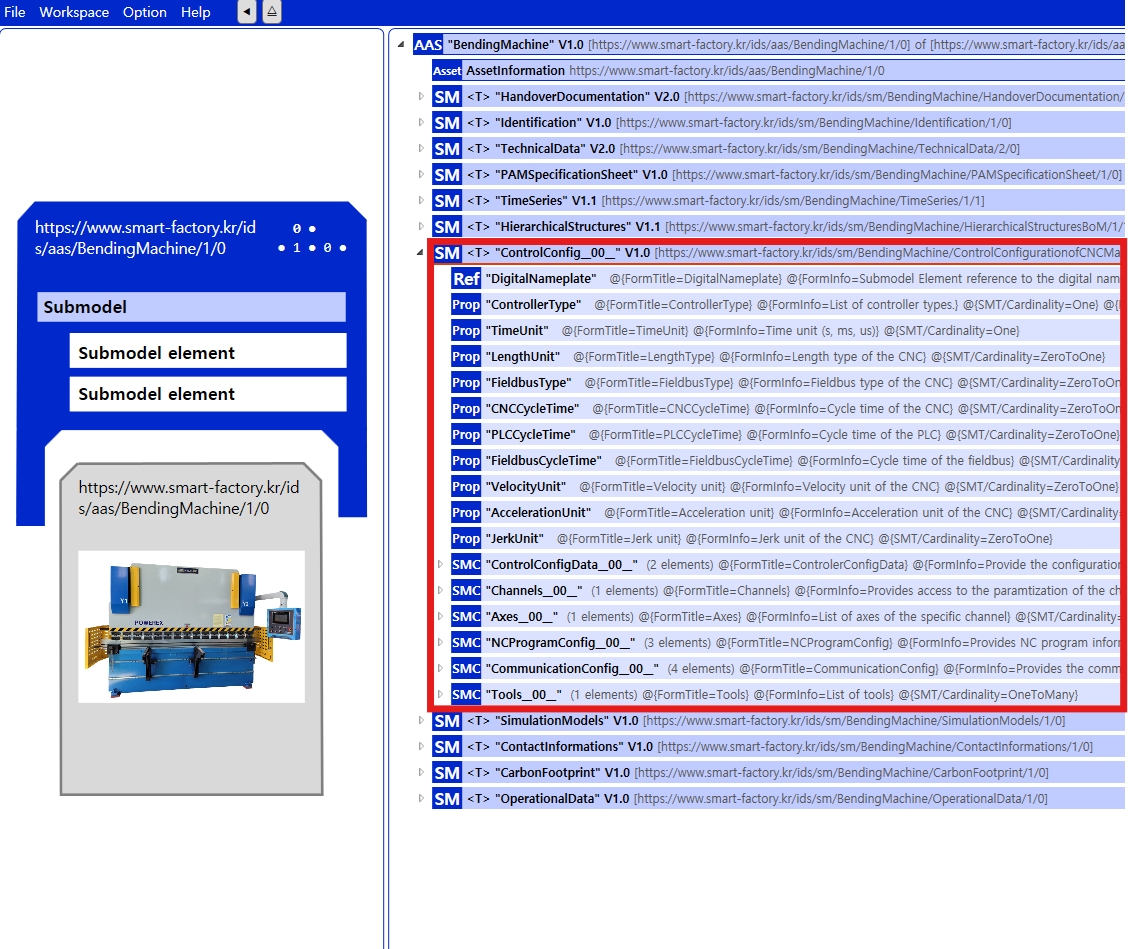 File Workspace Option Help
https://www.smart-factory.kr/id
s/aas/BendingMachine/1/0
0
1 0
Submodel
Submodel element
Submodel element
https://www.smart-factory.kr/id
s/aas/BendingMachine/1/0
Y1
Y2
POWEREX
AAS "BendingMachine" V1.0 [https://www.smart-factory.kr/ids/aas/BendingMachine/1/0] of [https://www.smart-factory.kr/ids/aa
Asset AssetInformation https://www.smart-factory.kr/ids/aas/BendingMachine/1/0
SM <T> "HandoverDocumentation" V2.0 [https://www.smart-factory.kr/ids/sm/BendingMachine/HandoverDocumentation/
SM <T> "Identification" V1.0 [https://www.smart-factory.kr/ids/sm/BendingMachine/Identification/1/0]
SM <T> "TechnicalData" V2.0 [https://www.smart-factory.kr/ids/sm/BendingMachine/TechnicalData/2/0]
SM <T> "PAMSpecificationSheet" V1.0 [https://www.smart-factory.kr/ids/sm/BendingMachine/PAMSpecificationSheet/1/0]
SM <T> "TimeSeries" V1.1 [https://www.smart-factory.kr/ids/sm/BendingMachine/TimeSeries/1/1]
SM <T> "HierarchicalStructures" V1.1 [https://www.smart-factory.kr/ids/sm/BendingMachine/HierarchicalStructuresBoM/1/
SM <T> "ControlConfig__00__" V1.0 [https://www.smart-factory.kr/ids/sm/BendingMachine/ControlConfigurationofCNCMa
Ref "DigitalNameplate" @{FormTitle=DigitalNameplate} @{FormInfo=Submodel Element reference to the digital nam
Prop "ControllerType" @{FormTitle=ControllerType} @{FormInfo=List of controller types.} @{SMT/Cardinality=One} @{
Prop "TimeUnit" @{FormTitle=TimeUnit} @{FormInfo=Time unit (s, ms, us)} @{SMT/Cardinality=One}
Prop "LengthUnit" @{FormTitle=LengthType} @{FormInfo=Length type of the CNC} @{SMT/Cardinality=ZeroToOne}
Prop "FieldbusType" @{FormTitle=FieldbusType} @{FormInfo=Fieldbus type of the CNC} @{SMT/Cardinality=ZeroToOn
Prop "CNCCycleTime" @{FormTitle=CNCCycleTime} @{FormInfo=Cycle time of the CNC} @{SMT/Cardinality=ZeroToOn
Prop "PLCCycleTime" @{FormTitle=PLCCycleTime} @{FormInfo=Cycle time of the PLC} @{SMT/Cardinality=ZeroToOne}
Prop "FieldbusCycleTime" @{FormTitle=FieldbusCycleTime} @{FormInfo=Cycle time of the fieldbus} @{SMT/Cardinality
Prop "VelocityUnit" @{FormTitle=Velocity unit} @{FormInfo=Velocity unit of the CNC} @{SMT/Cardinality=ZeroToOne}
Prop "AccelerationUnit" @{FormTitle=Acceleration unit} @{FormInfo=Acceleration unit of the CNC} @{SMT/Cardinality=
Prop "JerkUnit" @{FormTitle=Jerk unit} @{FormInfo=Jerk unit of the CNC} @{SMT/Cardinality=ZeroToOne}
SMC "ControlConfigData__00__" (2 elements) @{FormTitle=ControlerConfigData} @{FormInfo=Provide the configuration
SMC "Channels__00__" (1 elements) @{FormTitle=Channels} @{FormInfo=Provides access to the paramtization of the ch
SMC "Axes__00__" (1 elements) @{FormTitle=Axes} @{FormInfo=List of axes of the specific channel} @{SMT/Cardinality=
SMC "NCProgramConfig__00__" (3 elements) @{FormTitle=NCProgramConfig} @{FormInfo=Provides NC program inforr
SMC "CommunicationConfig__00__" (4 elements) @{FormTitle=CommunicationConfig} @{FormInfo=Provides the comm
SMC "Tools__00__" (1 elements) @{FormTitle=Tools} @{FormInfo=List of tools} @{SMT/Cardinality=OneToMany}
SM <T> "SimulationModels" V1.0 [https://www.smart-factory.kr/ids/sm/BendingMachine/SimulationModels/1/0]
SM <T> "ContactInformations" V1.0 [https://www.smart-factory.kr/ids/sm/BendingMachine/ContactInformations/1/0]
SM <T> "CarbonFootprint" V1.0 [https://www.smart-factory.kr/ids/sm/BendingMachine/CarbonFootprint/1/0]
SM <T> "OperationalData" V1.0 [https://www.smart-factory.kr/ids/sm/BendingMachine/OperationalData/1/0]